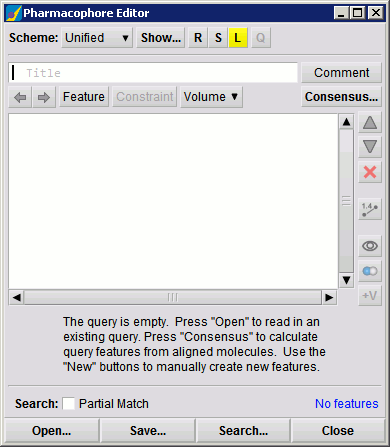 Pharmacophore Editor
Scheme: Unified Show... R S L Q
Title Comment
Feature Constraint Volume Consensus...
1.4
+V
The query is empty. Press "Open" to read in an
existing query. Press "Consensus" to calculate
query features from aligned molecules. Use the
"New" buttons to manually create new features.
Search: Partial Match No features
Open... Save... Search... Close